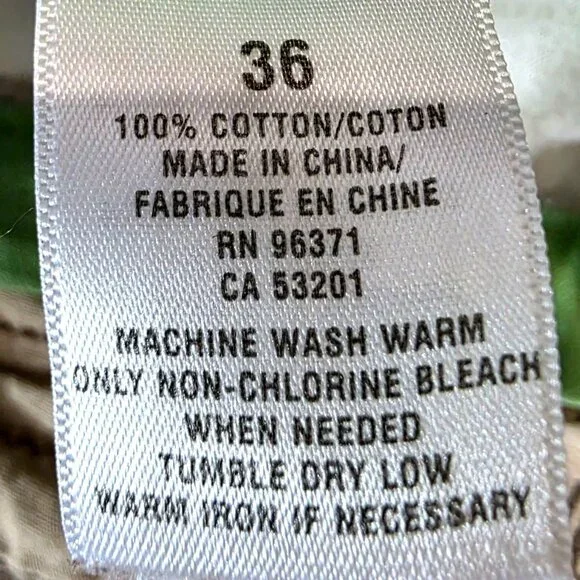 36
100% COTTON/COTON
MADE IN CHINA/
FABRIQUE EN CHINE
RN 96371
CA 53201
MACHINE WASH WARM
ONLY NON-CHLORINE BLEACH
WHEN NEEDED
TUMBLE DRY LOW
WARM IRON IF NECESSARY